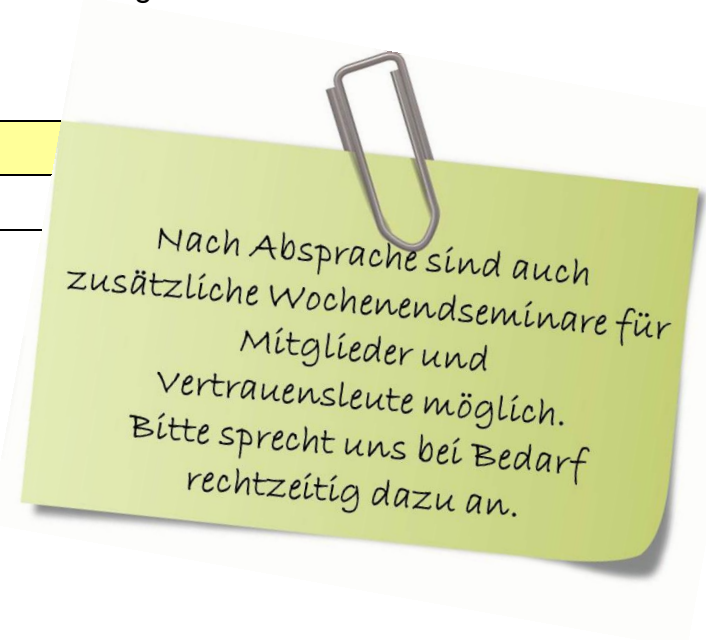 Nach Absprache sind auch
zusätzliche Wochenendseminare für
Mitglieder und
Vertrauensleute möglich.
Bitte sprecht uns bei Bedarf
rechtzeitig dazu an.